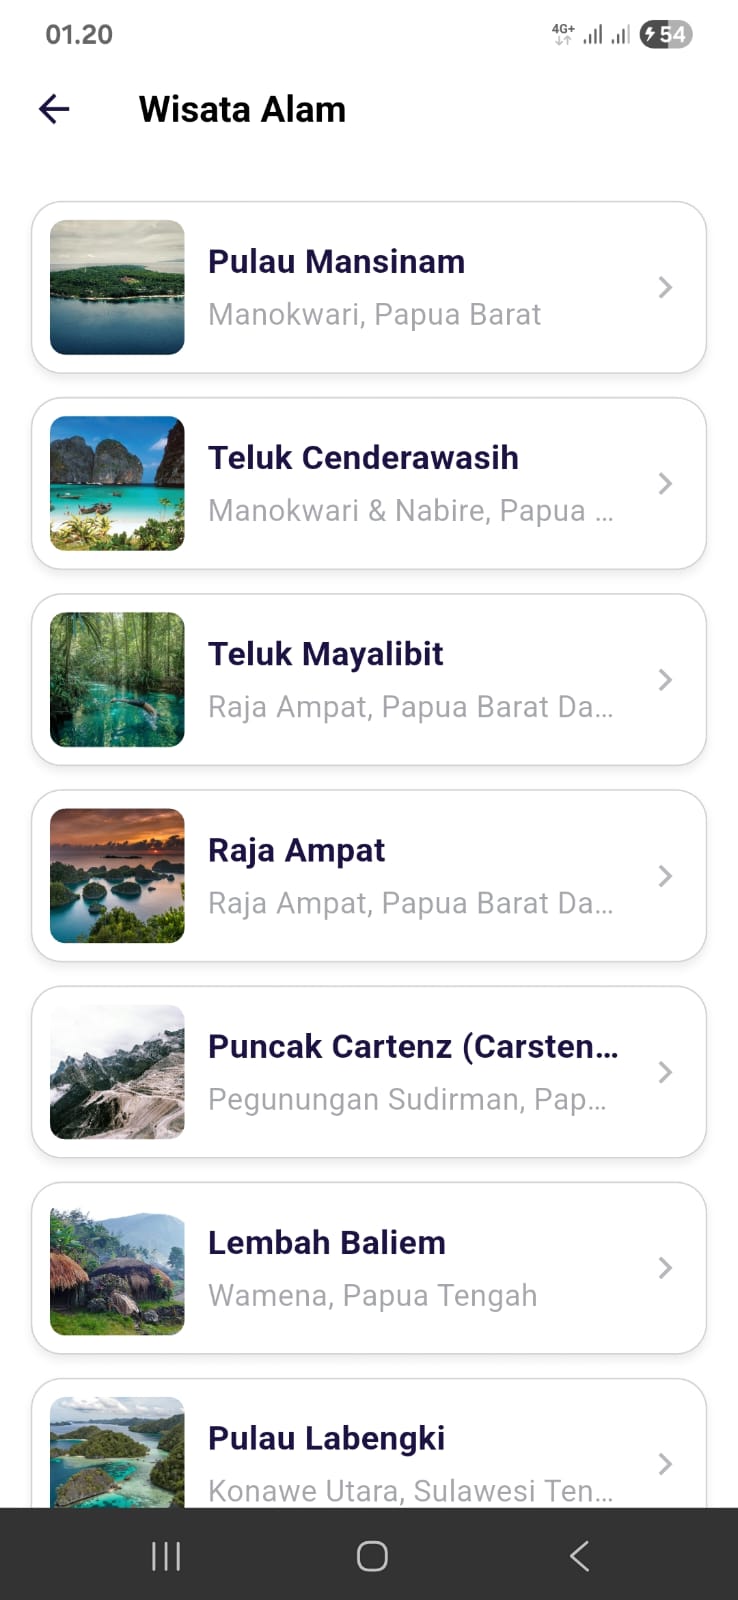 01.20
4G+
54
Wisata Alam
Pulau Mansinam
Manokwari, Papua Barat
Teluk Cenderawasih
Manokwari & Nabire, Papua ...
Teluk Mayalibit
Raja Ampat, Papua Barat Da...
Raja Ampat
Raja Ampat, Papua Barat Da...
Puncak Cartenz (Carsten...
Pegunungan Sudirman, Pap...
Lembah Baliem
Wamena, Papua Tengah
Pulau Labengki
Konawe Utara, Sulawesi Ten...